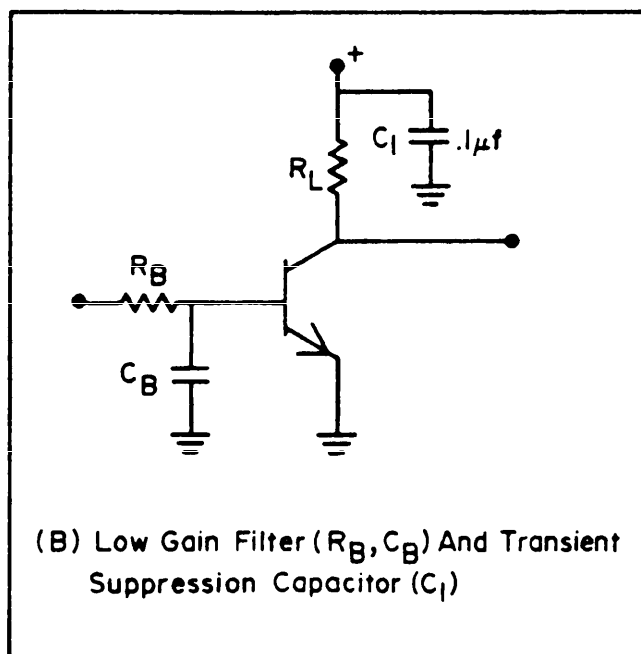 +
C1 .1µf
RL
RB
CB
(B) Low Gain Filter (RB, CB) And Transient
Suppression Capacitor (C1)